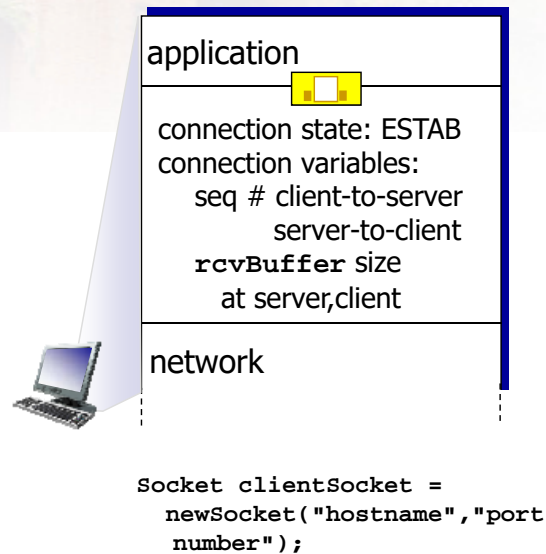 application
connection state: ESTAB
connection variables:
seq # client-to-server
server-to-client
rcvBuffer size
at server,client
network
Socket clientSocket =
newSocket("hostname","port
number");